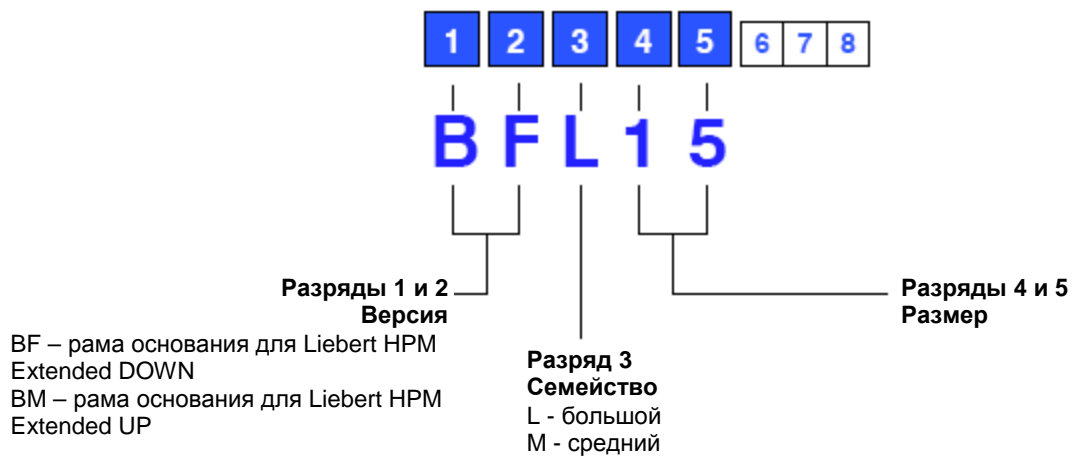 1 2 3 4 5 6 7 8
B F L 1 5
Разряды 1 и 2
Версия
BF – рама основания для Liebert HPM
Extended DOWN
BM – рама основания для Liebert HPM
Extended UP
Разряд 3
Семейство
L - большой
M - средний
Разряды 4 и 5
Размер